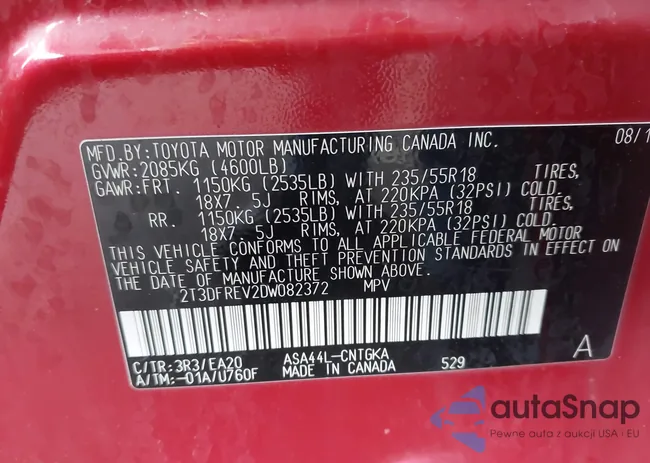 MFD.BY:TOYOTA MOTOR MANUFACTURING CANADA INC. 08/1
GVWR:2085KG (4600LB)
GAWR:FRT. 1150KG (2535LB) WITH 235/55R18 TIRES,
18X7. 5J RIMS, AT 220KPA (32PSI) COLD.
RR. 1150KG (2535LB) WITH 235/55R18 TIRES,
18X7. 5J RIMS, AT 220KPA (32PSI) COLD.
THIS VEHICLE CONFORMS TO ALL APPLICABLE FEDERAL MOTOR
VEHICLE SAFETY AND THEFT PREVENTION STANDARDS IN EFFECT ON
THE DATE OF MANUFACTURE SHOWN ABOVE.
2T3DFREV2DW082372 MPV
C/TR:3R3/EA20 ASA44L-CNTGKA A
A/TM:-01A/U760F MADE IN CANADA 529
autaSnap
Pewne auta z aukcji USA i EU